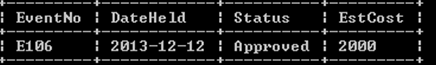 EventNo | DateHeld | Status | EstCost
E106 | 2013-12-12 | Approved | 2000